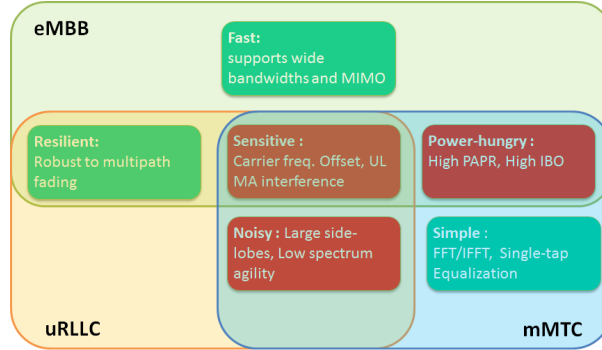 eMBB
Fast:
supports wide
bandwidths and MIMO
Resilient:
Robust to multipath
fading
Sensitive :
Carrier freq. Offset, UL
MA interference
Power-hungry :
High PAPR, High IBO
Noisy : Large side-
lobes, Low spectrum
agility
Simple :
FFT/IFFT, Single-tap
Equalization
uRLLC
mMTC